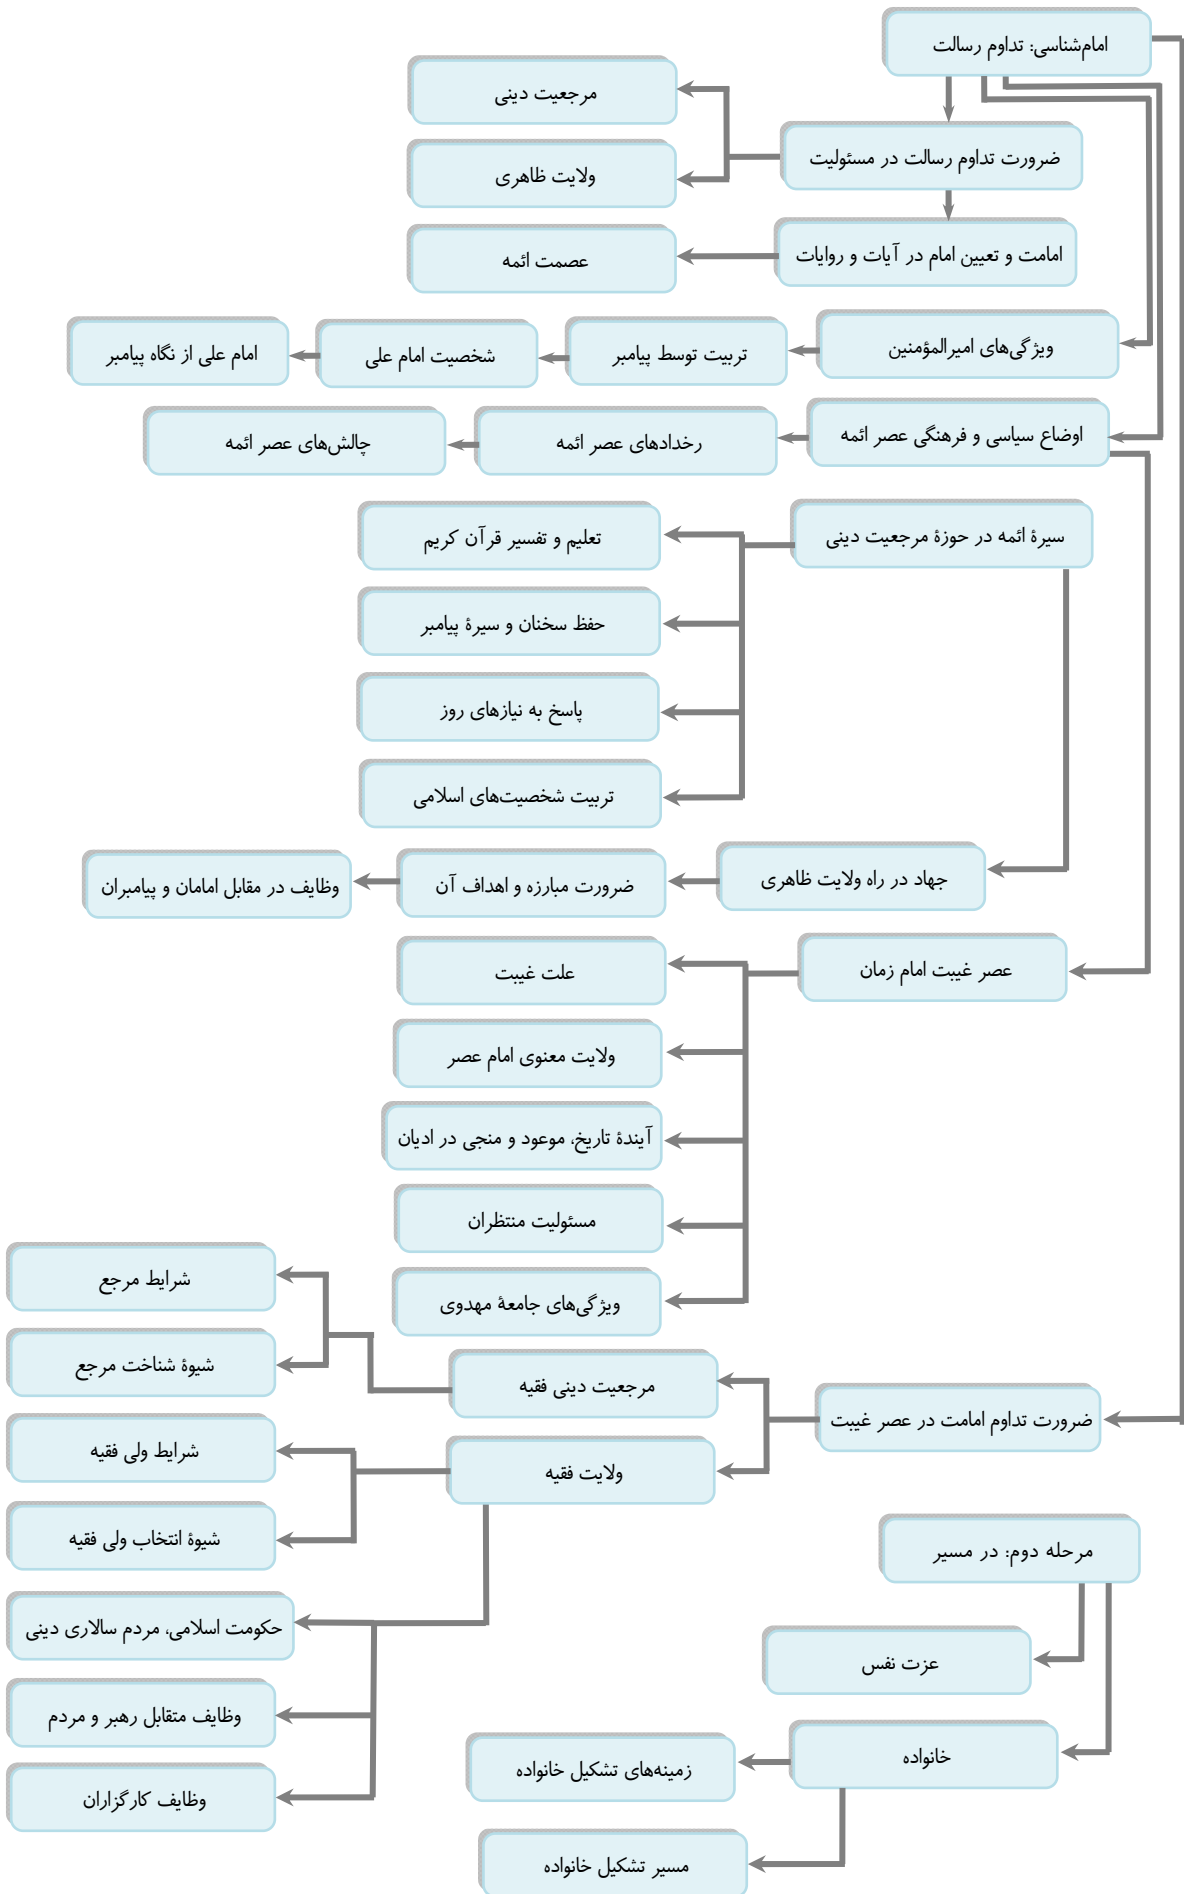 امام‌شناسی: تداوم رسالت
مرجعیت دینی
ضرورت تداوم رسالت در مسئولیت
ولایت ظاهری
امامت و تعیین امام در آیات و روایات
عصمت ائمه
ویژگی‌های امیرالمؤمنین
تربیت توسط پیامبر
شخصیت امام علی
امام علی از نگاه پیامبر
اوضاع سیاسی و فرهنگی عصر ائمه
رخدادهای عصر ائمه
چالش‌های عصر ائمه
سیرۀ ائمه در حوزۀ مرجعیت دینی
تعلیم و تفسیر قرآن کریم
حفظ سخنان و سیرۀ پیامبر
پاسخ به نیازهای روز
تربیت شخصیت‌های اسلامی
جهاد در راه ولایت ظاهری
ضرورت مبارزه و اهداف آن
وظایف در مقابل امامان و پیامبران
عصر غیبت امام زمان
علت غیبت
ولایت معنوی امام عصر
آیندۀ تاریخ، موعود و منجی در ادیان
مسئولیت منتظران
ویژگی‌های جامعۀ مهدوی
ضرورت تداوم امامت در عصر غیبت
مرجعیت دینی فقیه
شرایط مرجع
شیوۀ شناخت مرجع
ولایت فقیه
شرایط ولی فقیه
شیوۀ انتخاب ولی فقیه
حکومت اسلامی، مردم سالاری دینی
وظایف متقابل رهبر و مردم
وظایف کارگزاران
مرحله دوم: در مسیر
عزت نفس
خانواده
زمینه‌های تشکیل خانواده
مسیر تشکیل خانواده